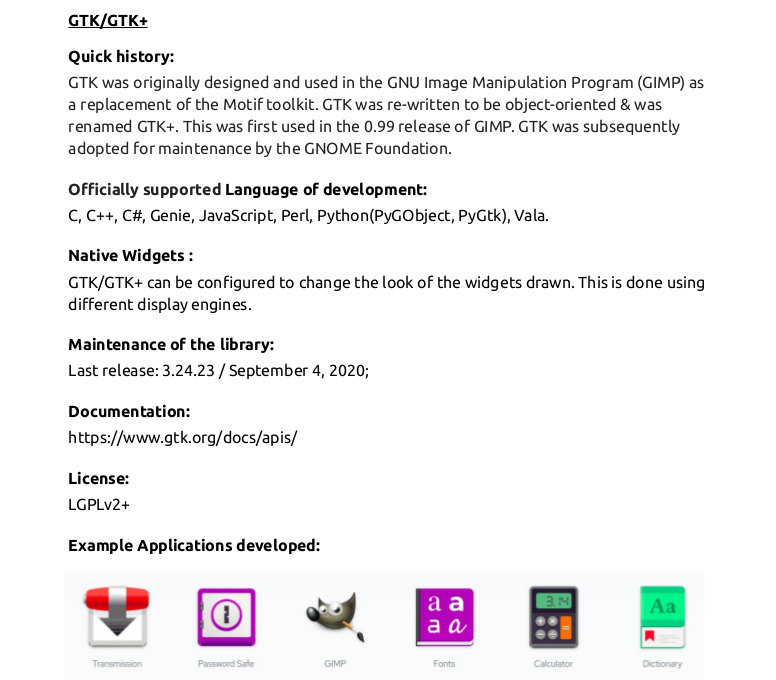 GTK/GTK+
Quick history:
GTK was originally designed and used in the GNU Image Manipulation Program (GIMP) as
a replacement of the Motif toolkit. GTK was re-written to be object-oriented & was
renamed GTK+. This was first used in the 0.99 release of GIMP. GTK was subsequently
adopted for maintenance by the GNOME Foundation.
Officially supported Language of development:
C, C++, C#, Genie, JavaScript, Perl, Python(PyGObject, PyGtk), Vala.
Native Widgets :
GTK/GTK+ can be configured to change the look of the widgets drawn. This is done using
different display engines.
Maintenance of the library:
Last release: 3.24.23 / September 4, 2020;
Documentation:
https://www.gtk.org/docs/apis/
License:
LGPLv2+
Example Applications developed:
a a
a a
3.14
Aa
Transmission Password Safe GIMP Fonts Calculator Dictionary